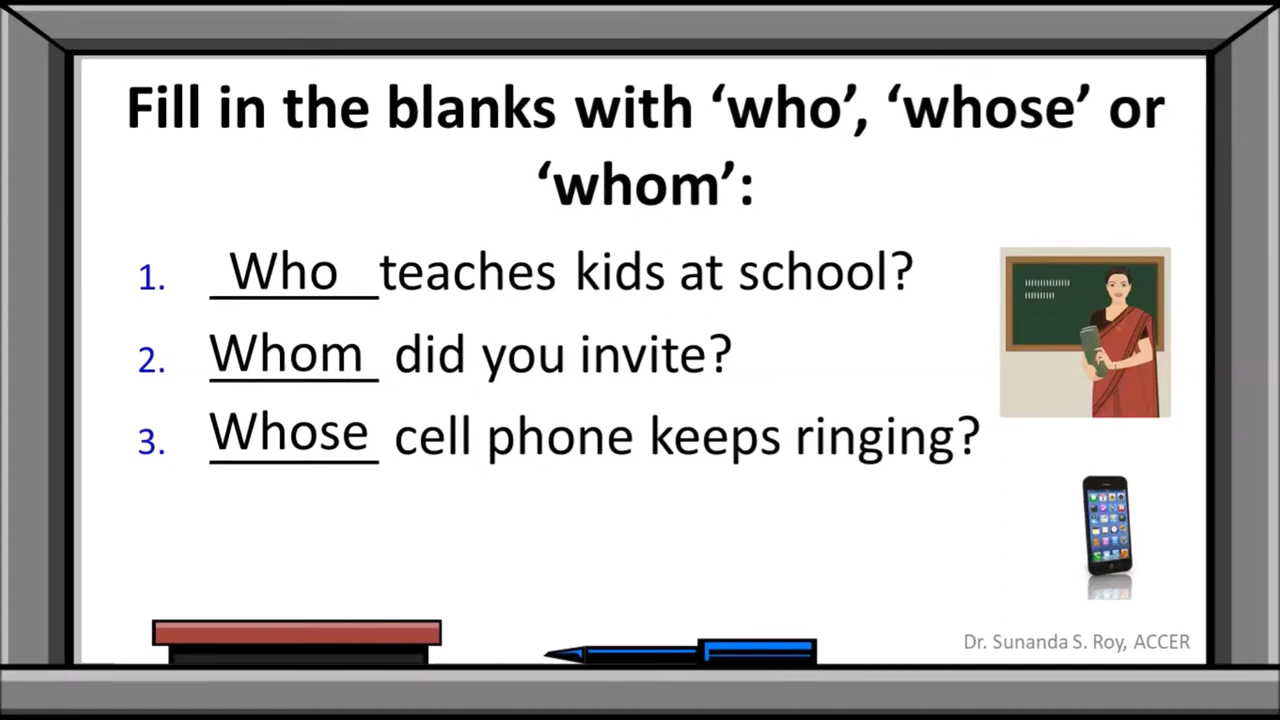 Fill in the blanks with ‘who’, ‘whose’ or
‘whom’:
1. Who teaches kids at school?
2. Whom did you invite?
3. Whose cell phone keeps ringing?
Dr. Sunanda S. Roy, ACCER